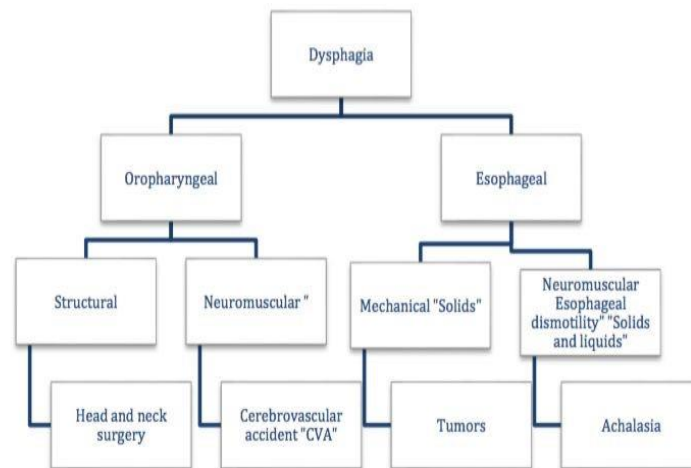 Dysphagia
Oropharyngeal
Esophageal
Structural
Neuromuscular "
Mechanical "Solids"
Neuromuscular
Esophageal
dismotility" "Solids
and liquids"
Head and neck
surgery
Cerebrovascular
accident "CVA"
Tumors
Achalasia